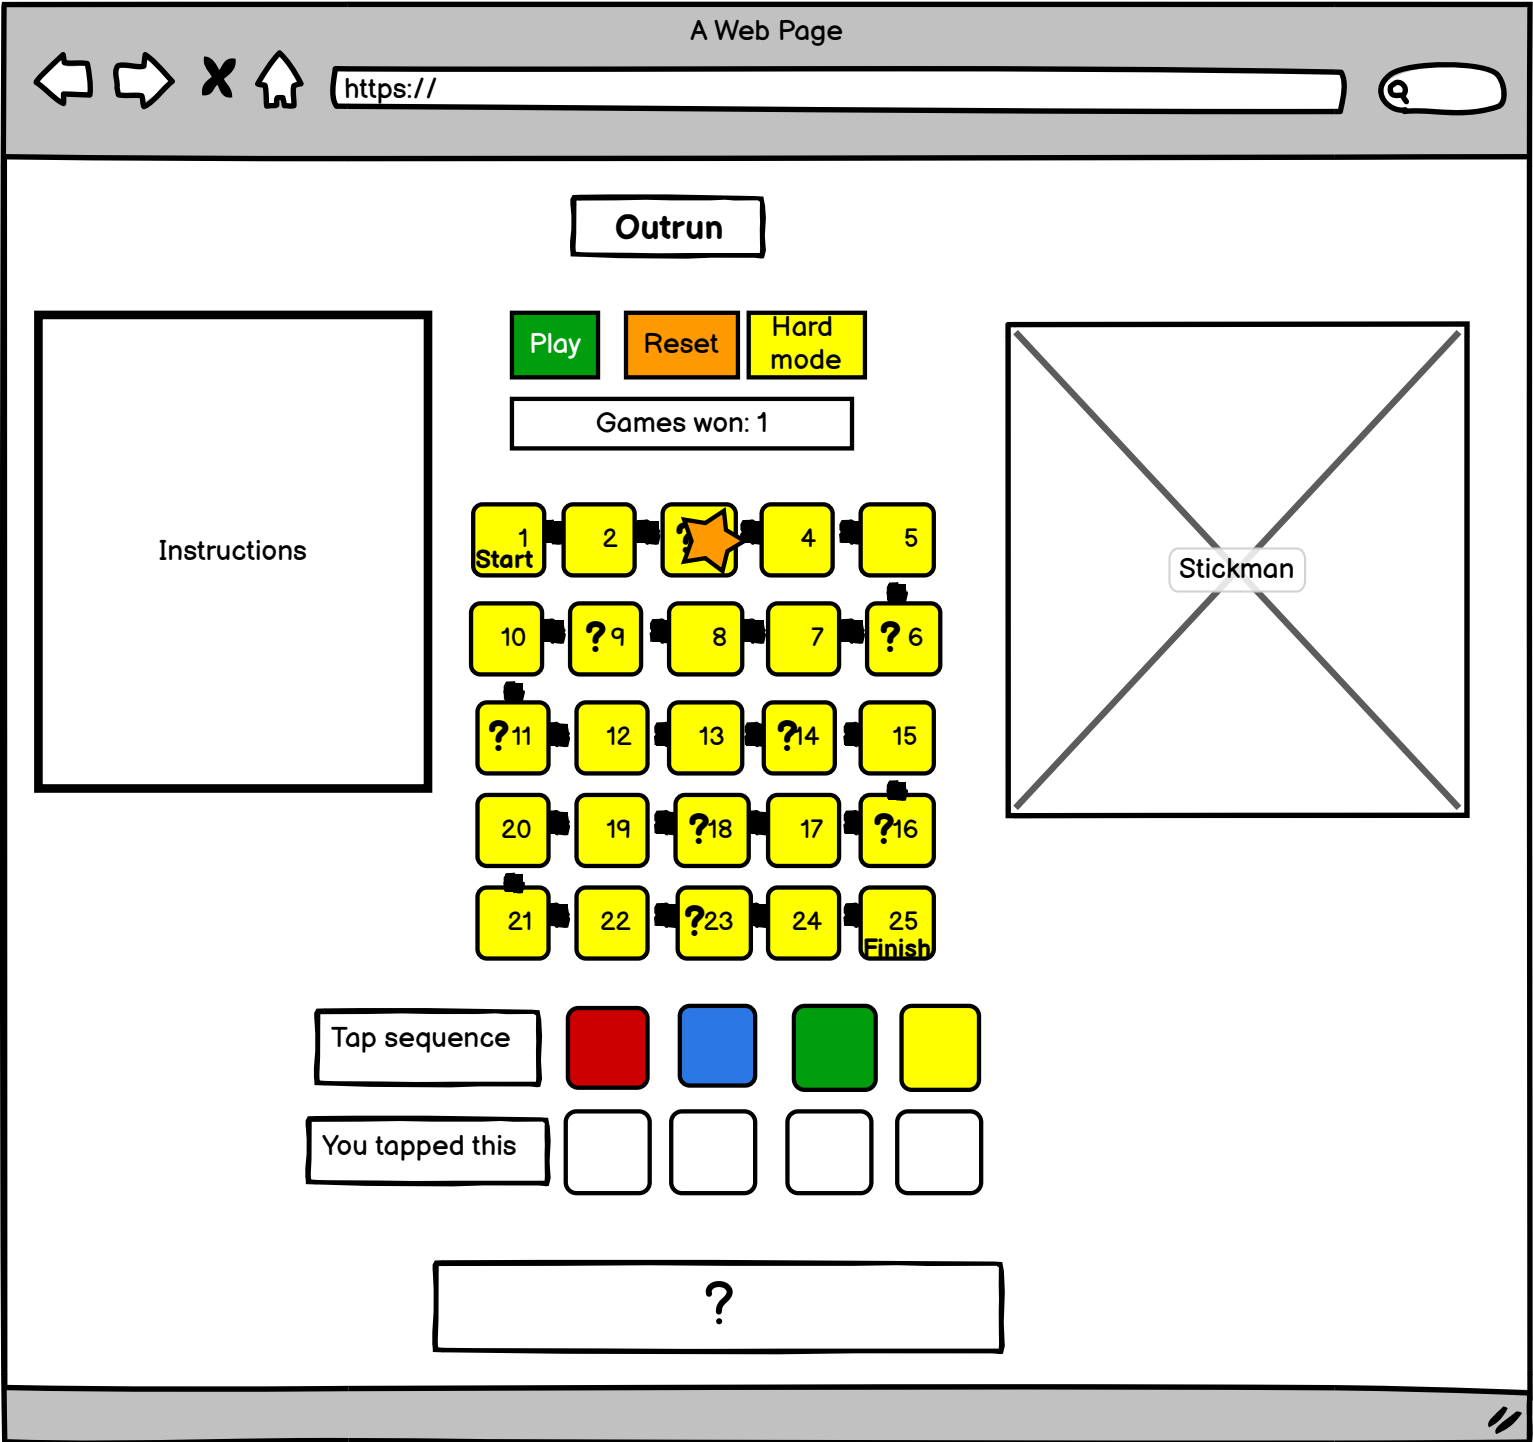 A Web Page
https://
Outrun
Play
Reset
Hard
mode
Games won: 1
Instructions
Stickman
1
Start
2
?
4
5
10
? 9
8
7
? 6
? 11
12
13
? 14
15
20
19
? 18
17
? 16
21
22
? 23
24
25
Finish
Tap sequence
You tapped this
?